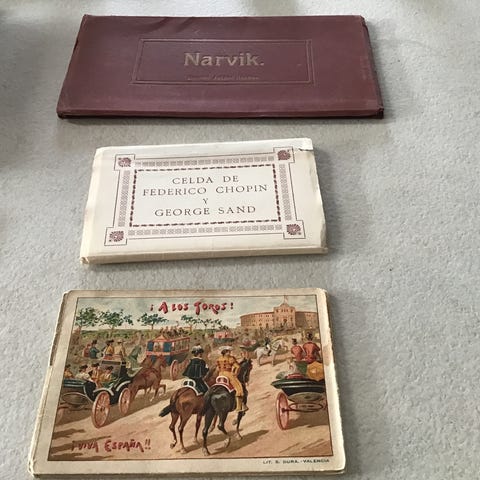 Narvik.
CELDA DE
FEDERICO CHOPIN
Y
GEORGE SAND
¡A LOS TOROS!
¡VIVA ESPAÑA!!
LIT. S. DURÁ.-VALENCIA